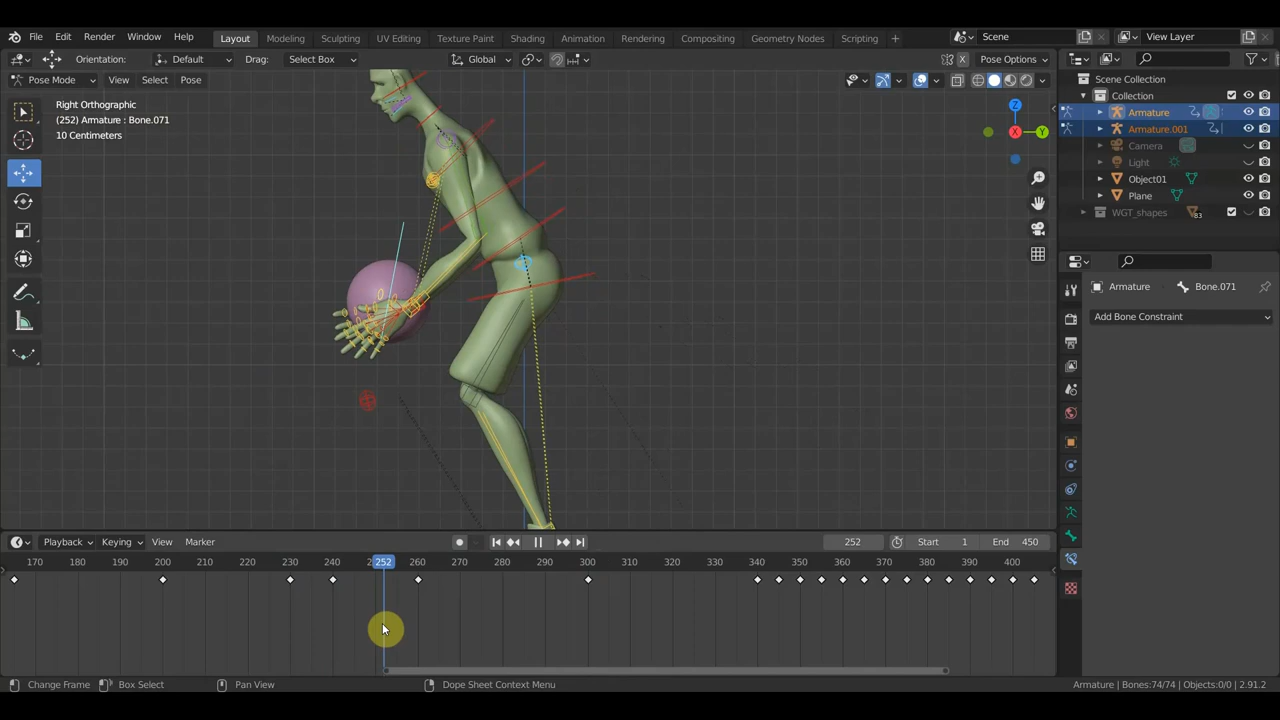 File Edit Render Window Help Layout Modeling Sculpting UV Editing Texture Paint Shading Animation Rendering Compositing Geometry Nodes Scripting + Scene View Layer
Orientation: Default Drag: Select Box Global Pose Options
Pose Mode View Select Pose
Right Orthographic
(252) Armature : Bone.071
10 Centimeters
Z
X
Y
Scene Collection
Collection
Armature
Armature.001
Camera
Light
Object01
Plane
WGT_shapes 83
Armature Bone.071
Add Bone Constraint
Playback Keying View Marker 252 Start 1 End 450
170 180 190 200 210 220 230 240 252 260 270 280 290 300 310 320 330 340 350 360 370 380 390 400
Change Frame Box Select Pan View Dope Sheet Context Menu Armature | Bones:74/74 | Objects:0/0 | 2.91.2